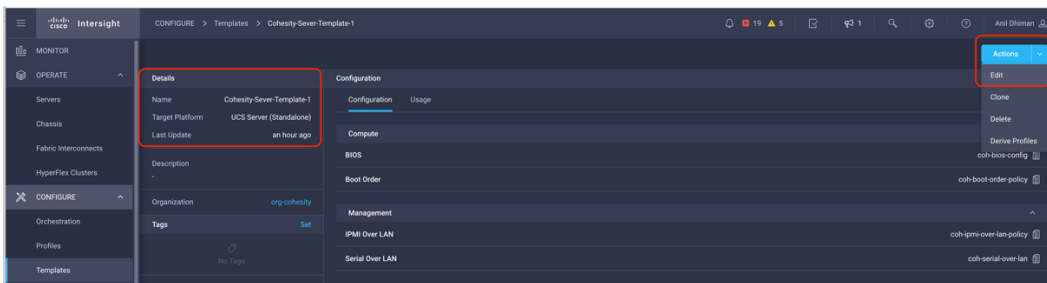 cisco Intersight
CONFIGURE > Templates > Cohesity-Sever-Template-1
19 5 1 Anil Dhiman
MONITOR
OPERATE
Servers
Chassis
Fabric Interconnects
HyperFlex Clusters
CONFIGURE
Orchestration
Profiles
Templates
Details
Name Cohesity-Sever-Template-1
Target Platform UCS Server (Standalone)
Last Update an hour ago
Description
-
Organization org-cohesity
Tags Set
No Tags
Configuration
Configuration Usage
Compute
BIOS coh-bios-config
Boot Order coh-boot-order-policy
Management
IPMI Over LAN coh-ipmi-over-lan-policy
Serial Over LAN coh-serial-over-lan
Actions
Edit
Clone
Delete
Derive Profiles